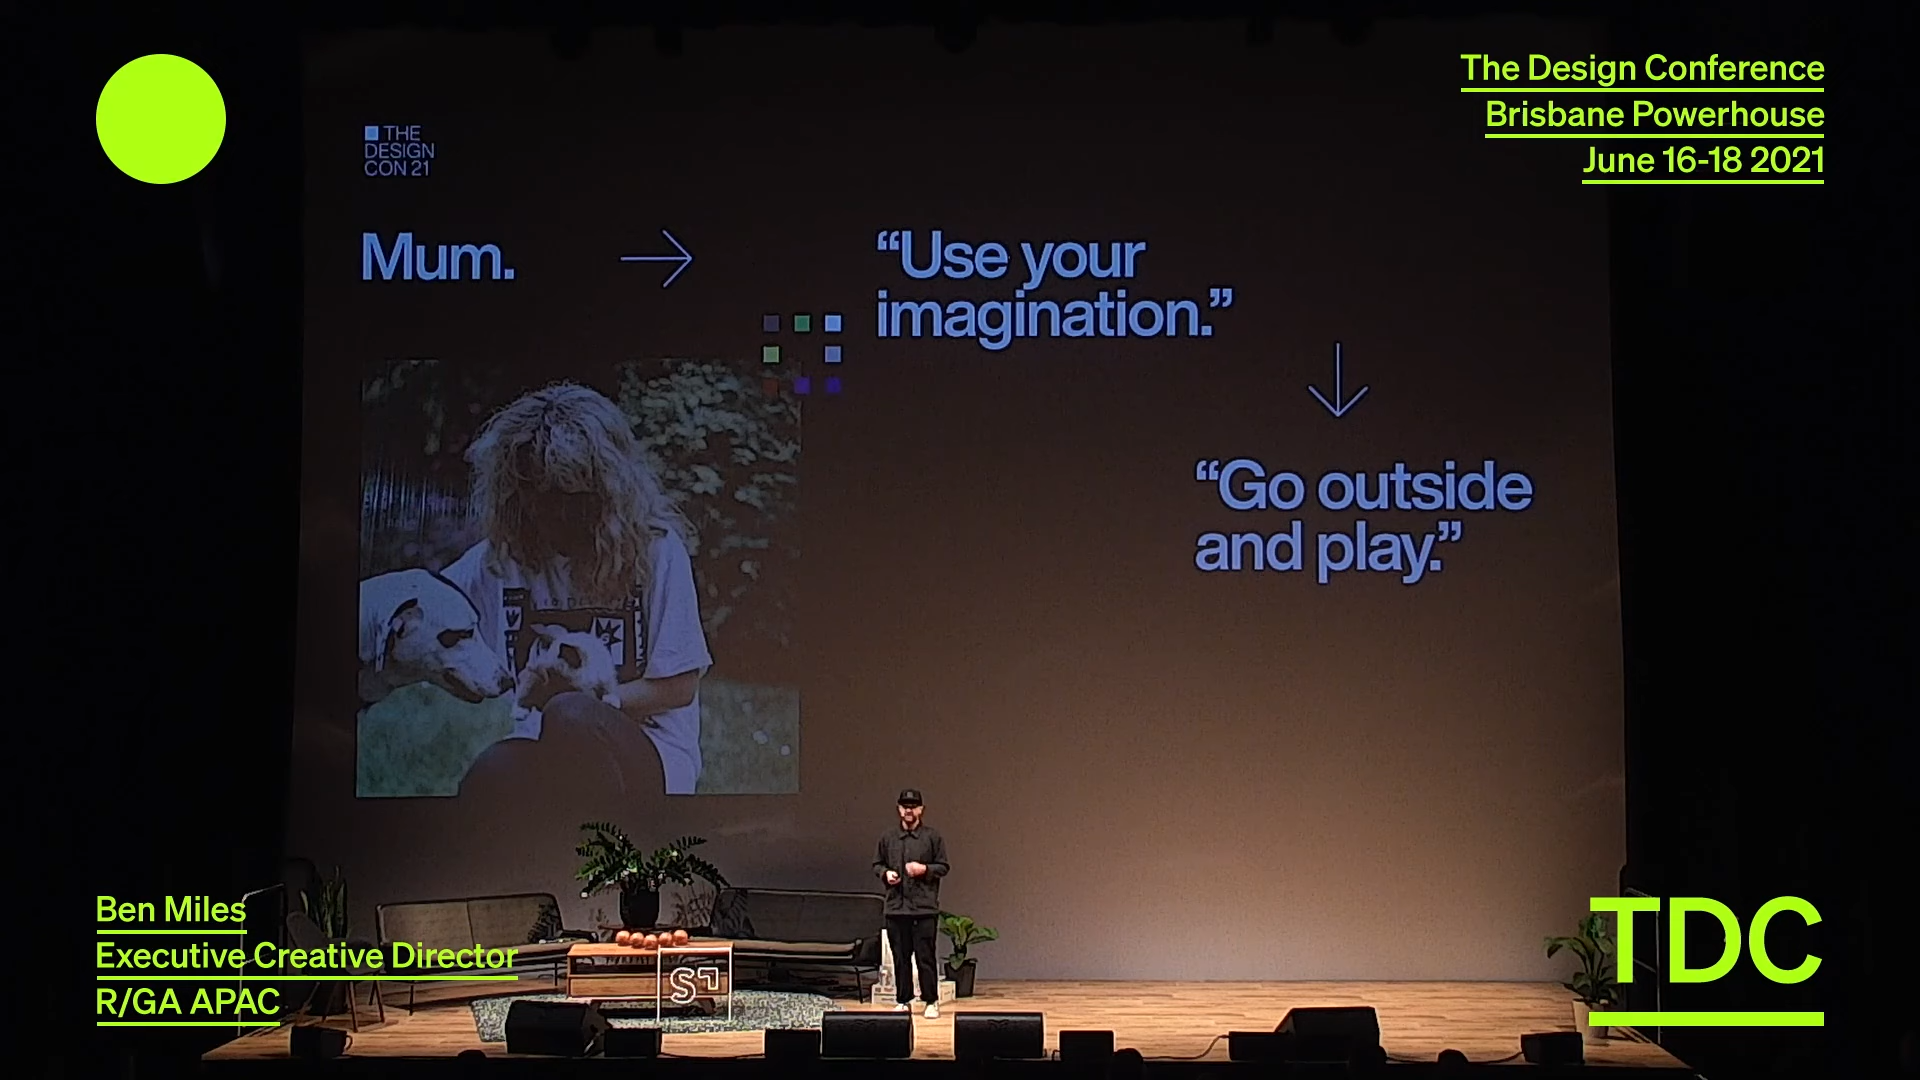 The Design Conference
Brisbane Powerhouse
June 16-18 2021
THE
DESIGN
CON 21
Mum.
“Use your
imagination.”
“Go outside
and play.”
Ben Miles
Executive Creative Director
R/GA APAC
TDC